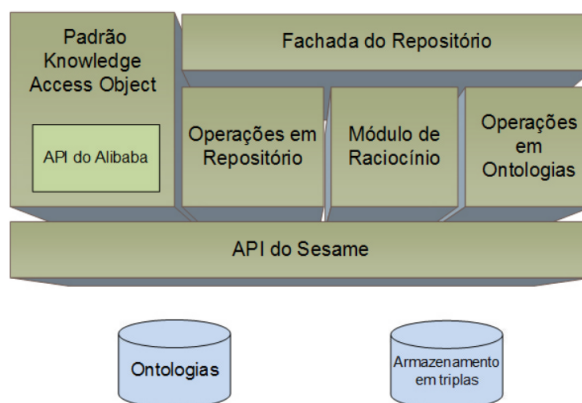 Padrão
Knowledge
Access Object
API do Alibaba
Fachada do Repositório
Operações em
Repositório
Módulo de
Raciocínio
Operações
em
Ontologias
API do Sesame
Ontologias
Armazenamento
em triplas